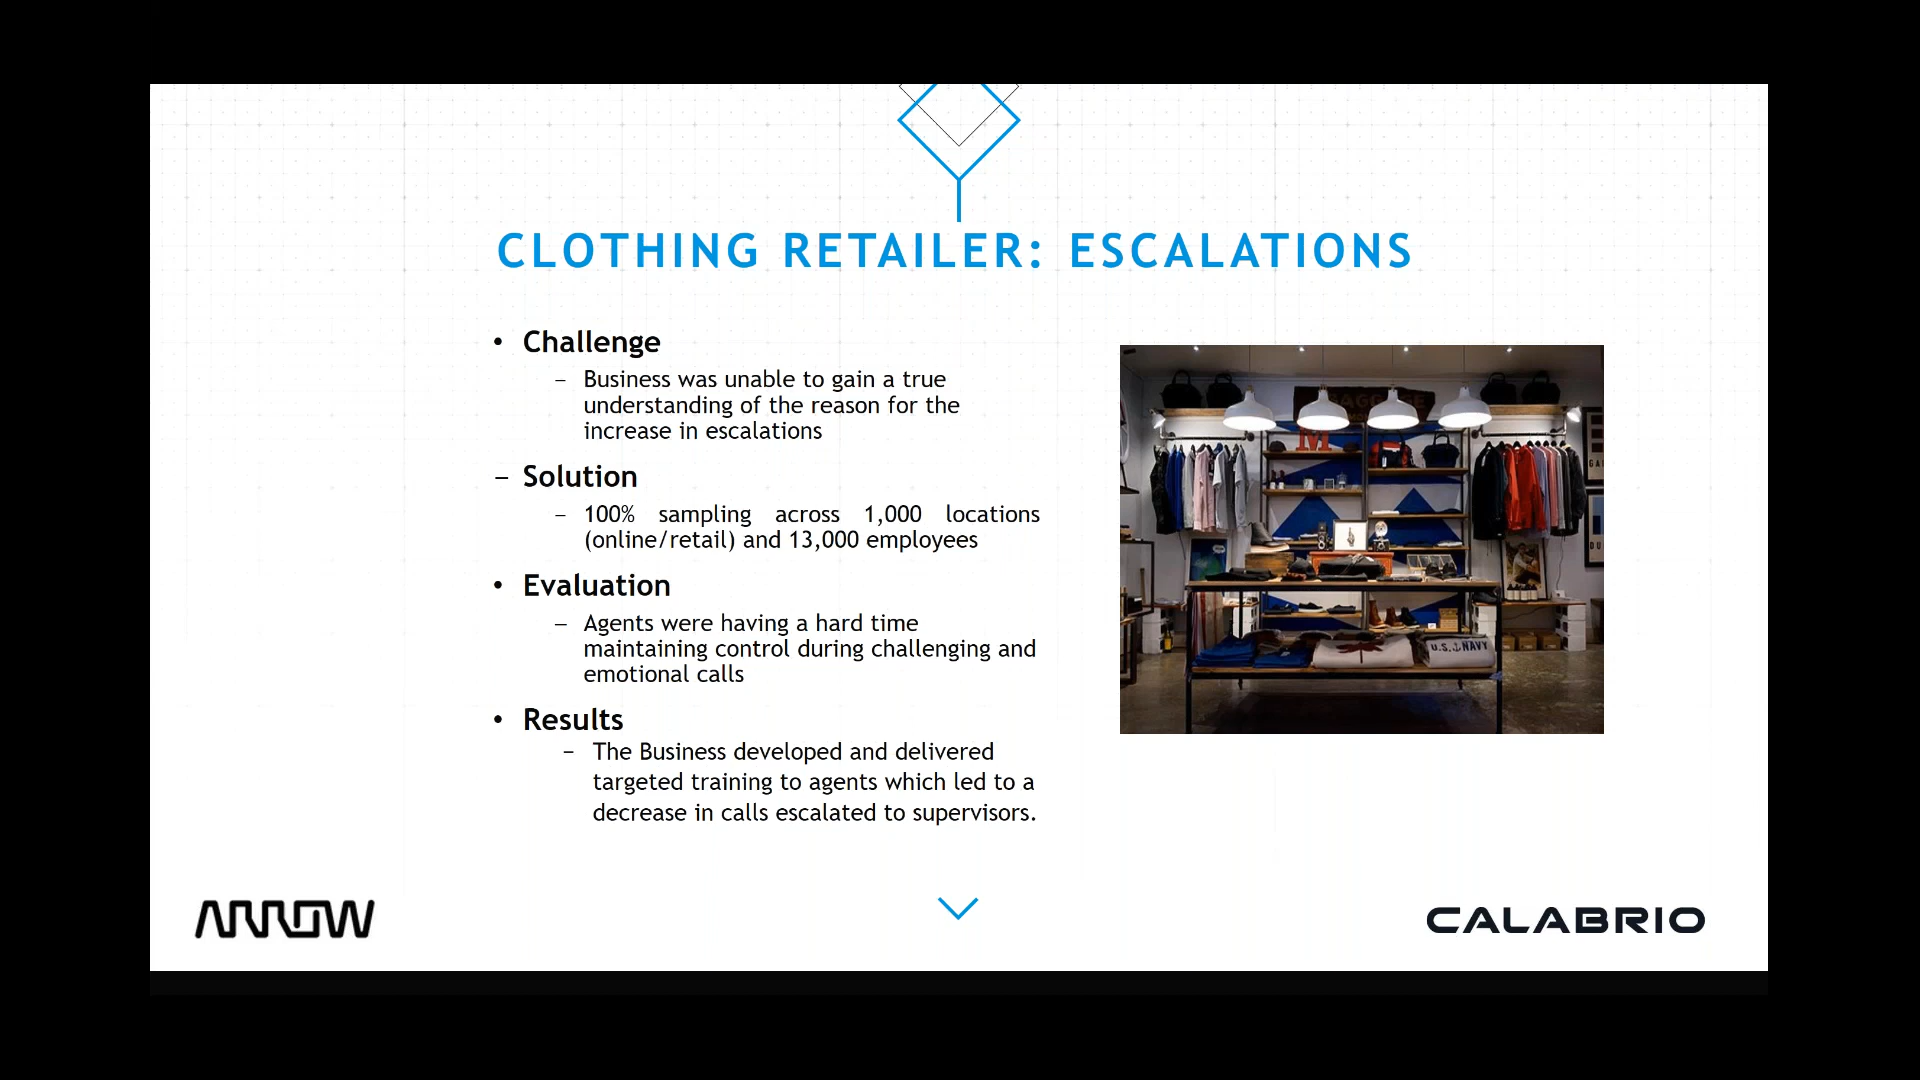 CLOTHING RETAILER: ESCALATIONS
• Challenge
– Business was unable to gain a true
understanding of the reason for the
increase in escalations
– Solution
– 100% sampling across 1,000 locations
(online/retail) and 13,000 employees
• Evaluation
– Agents were having a hard time
maintaining control during challenging and
emotional calls
• Results
– The Business developed and delivered
targeted training to agents which led to a
decrease in calls escalated to supervisors.
M
U.S. NAVY
ARROW
CALABRIO